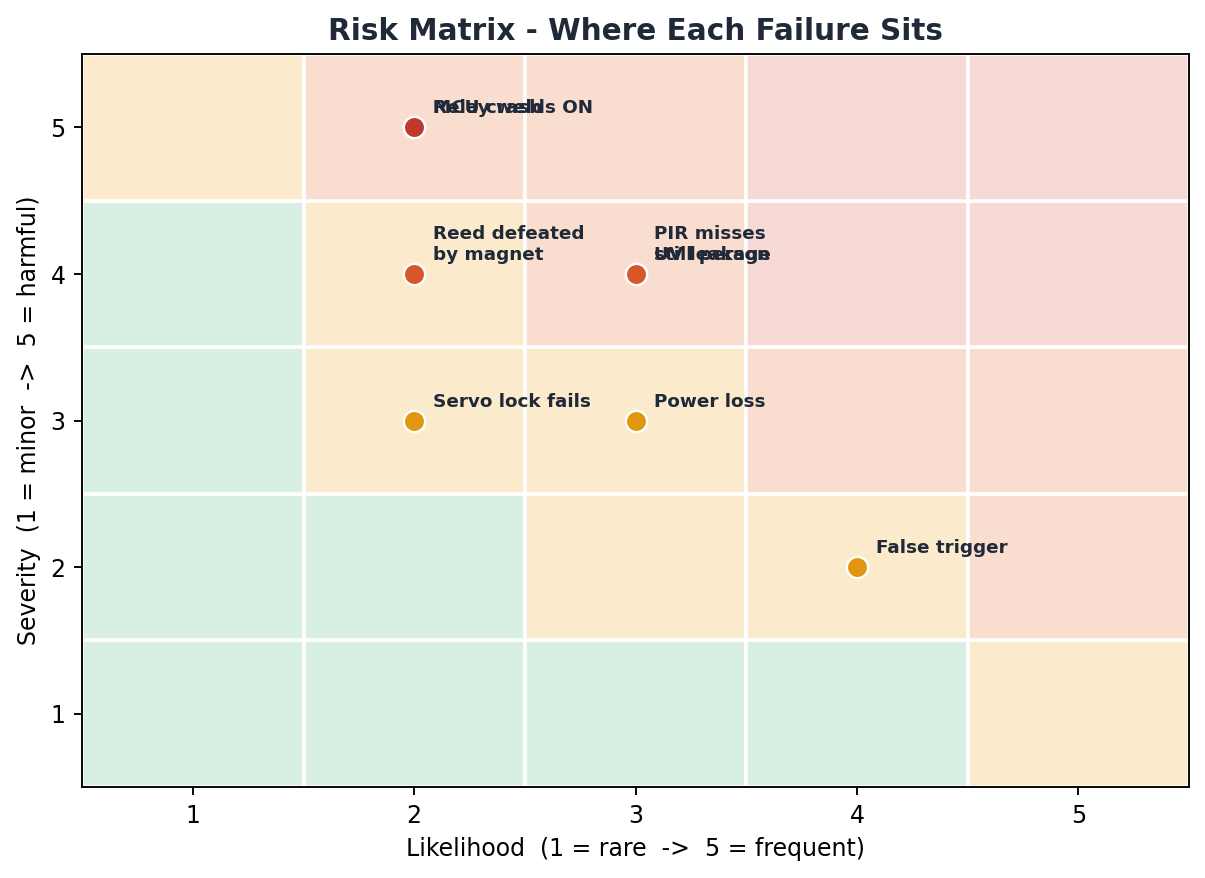 Risk Matrix - Where Each Failure Sits
Severity (1 = minor -> 5 = harmful)
5
ON
4
Reed defeated
by magnet
PIR misses
3
Servo lock fails
Power loss
2
False trigger
1
1 2 3 4 5
Likelihood (1 = rare -> 5 = frequent)